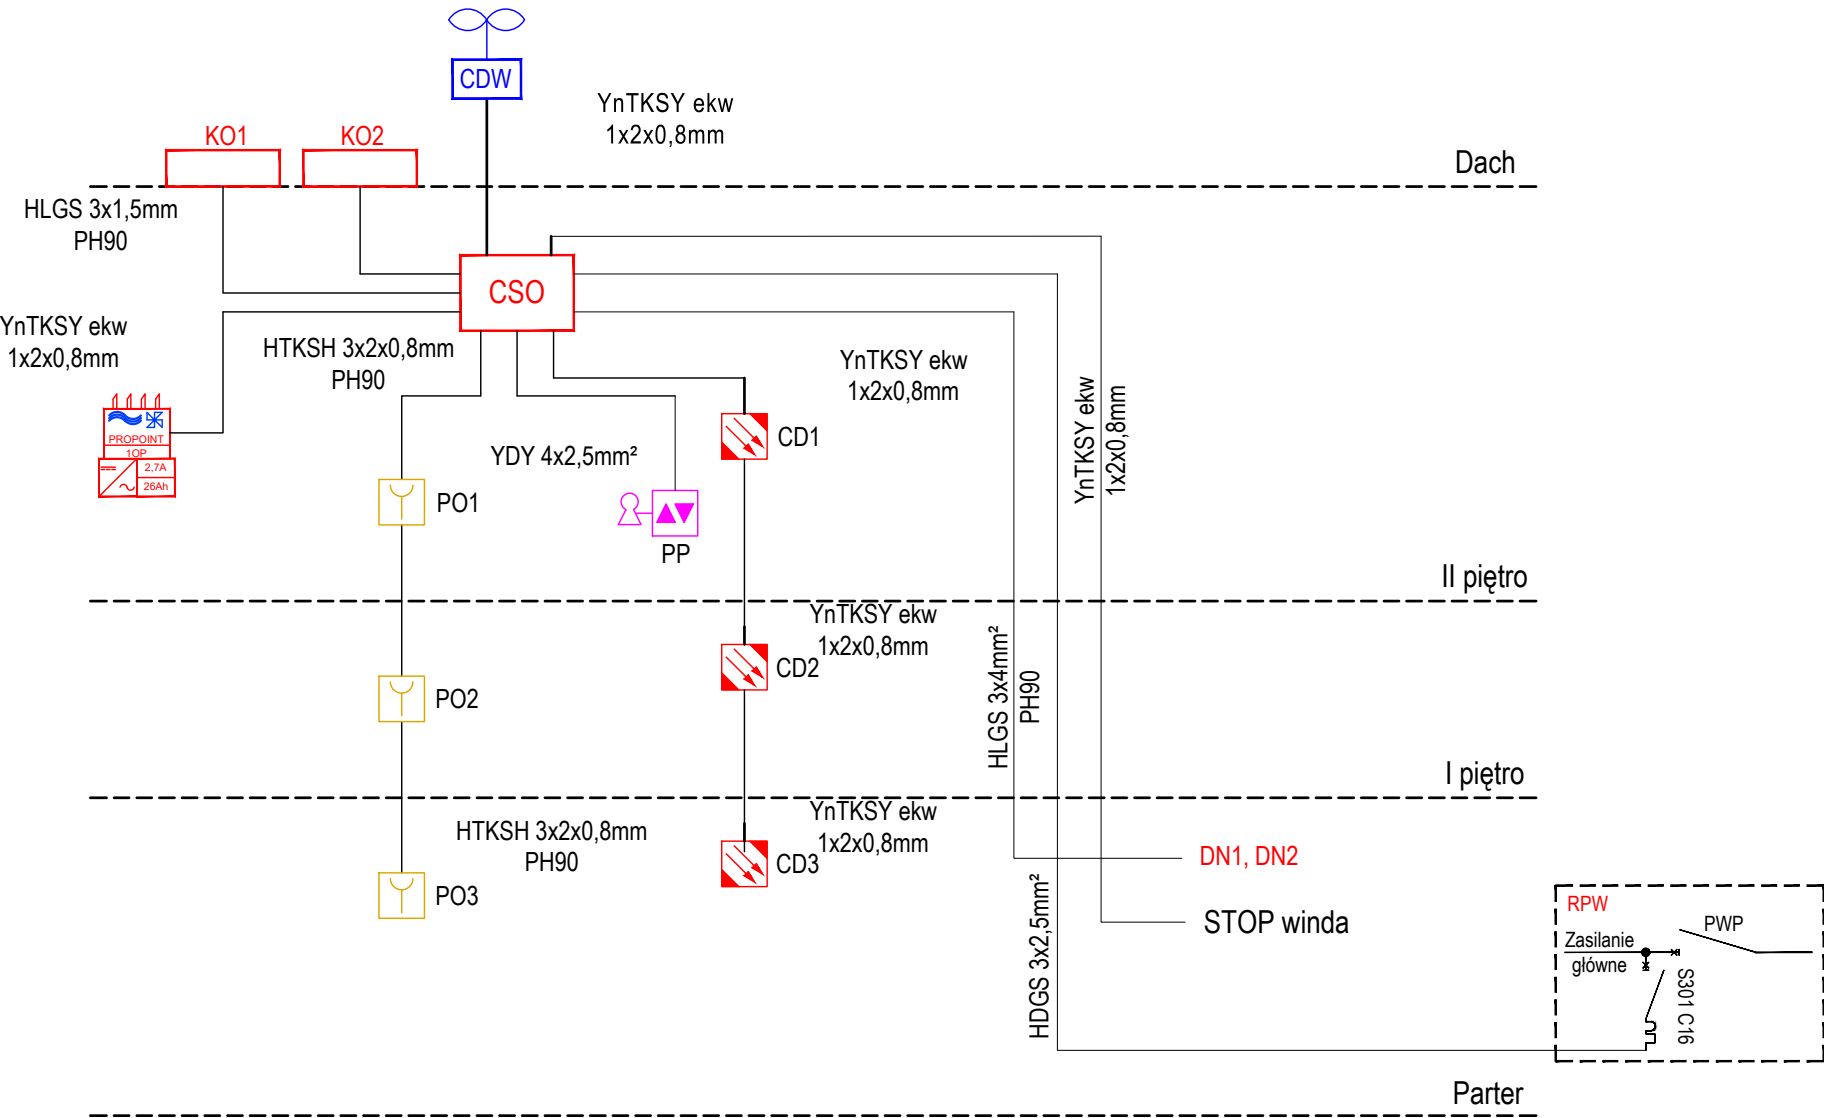 CDW
YnTKSY ekw
1x2x0,8mm
KO1
KO2
Dach
HLGS 3x1,5mm
PH90
CSO
YnTKSY ekw
1x2x0,8mm
HTKSH 3x2x0,8mm
PH90
YnTKSY ekw
1x2x0,8mm
YnTKSY ekw
1x2x0,8mm
PROPOINT
1OP
2,7A
26Ah
YDY 4x2,5mm²
CD1
PO1
PP
II piętro
YnTKSY ekw
1x2x0,8mm
CD2
PO2
HLGS 3x4mm²
PH90
I piętro
YnTKSY ekw
1x2x0,8mm
HTKSH 3x2x0,8mm
PH90
CD3
PO3
DN1, DN2
STOP winda
HDGS 3x2,5mm²
RPW
PWP
Zasilanie
główne
S301 C16
Parter